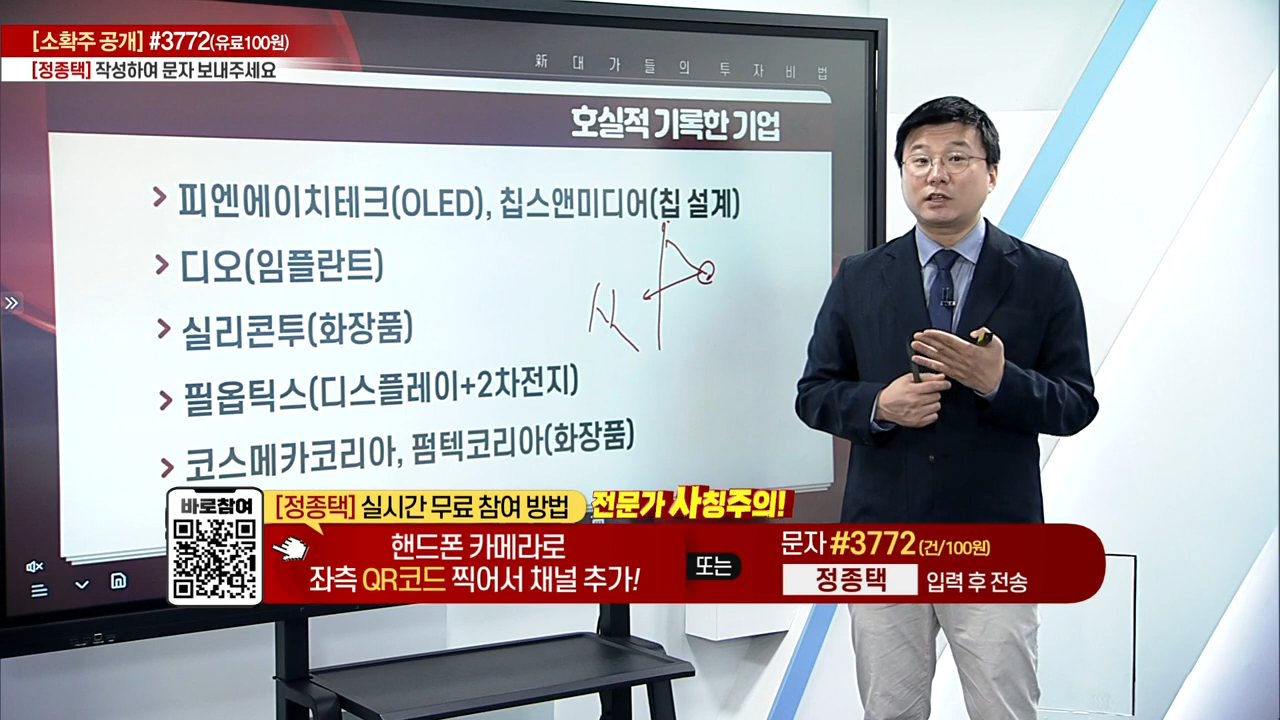 [소확주 공개] #3772(유료100원)
[정종택] 작성하여 문자 보내주세요
新 대가들의 투자비법
호실적 기록한 기업
피엔에이치테크(OLED), 칩스앤미디어(칩 설계)
디오(임플란트)
실리콘투(화장품)
필옵틱스(디스플레이+2차전지)
코스메카코리아, 펌텍코리아(화장품)
바로참여
[정종택] 실시간 무료 참여 방법
전문가 사칭주의!
핸드폰 카메라로
좌측 QR코드 찍어서 채널 추가!
또는
문자 #3772 (건/100원)
정종택 입력 후 전송